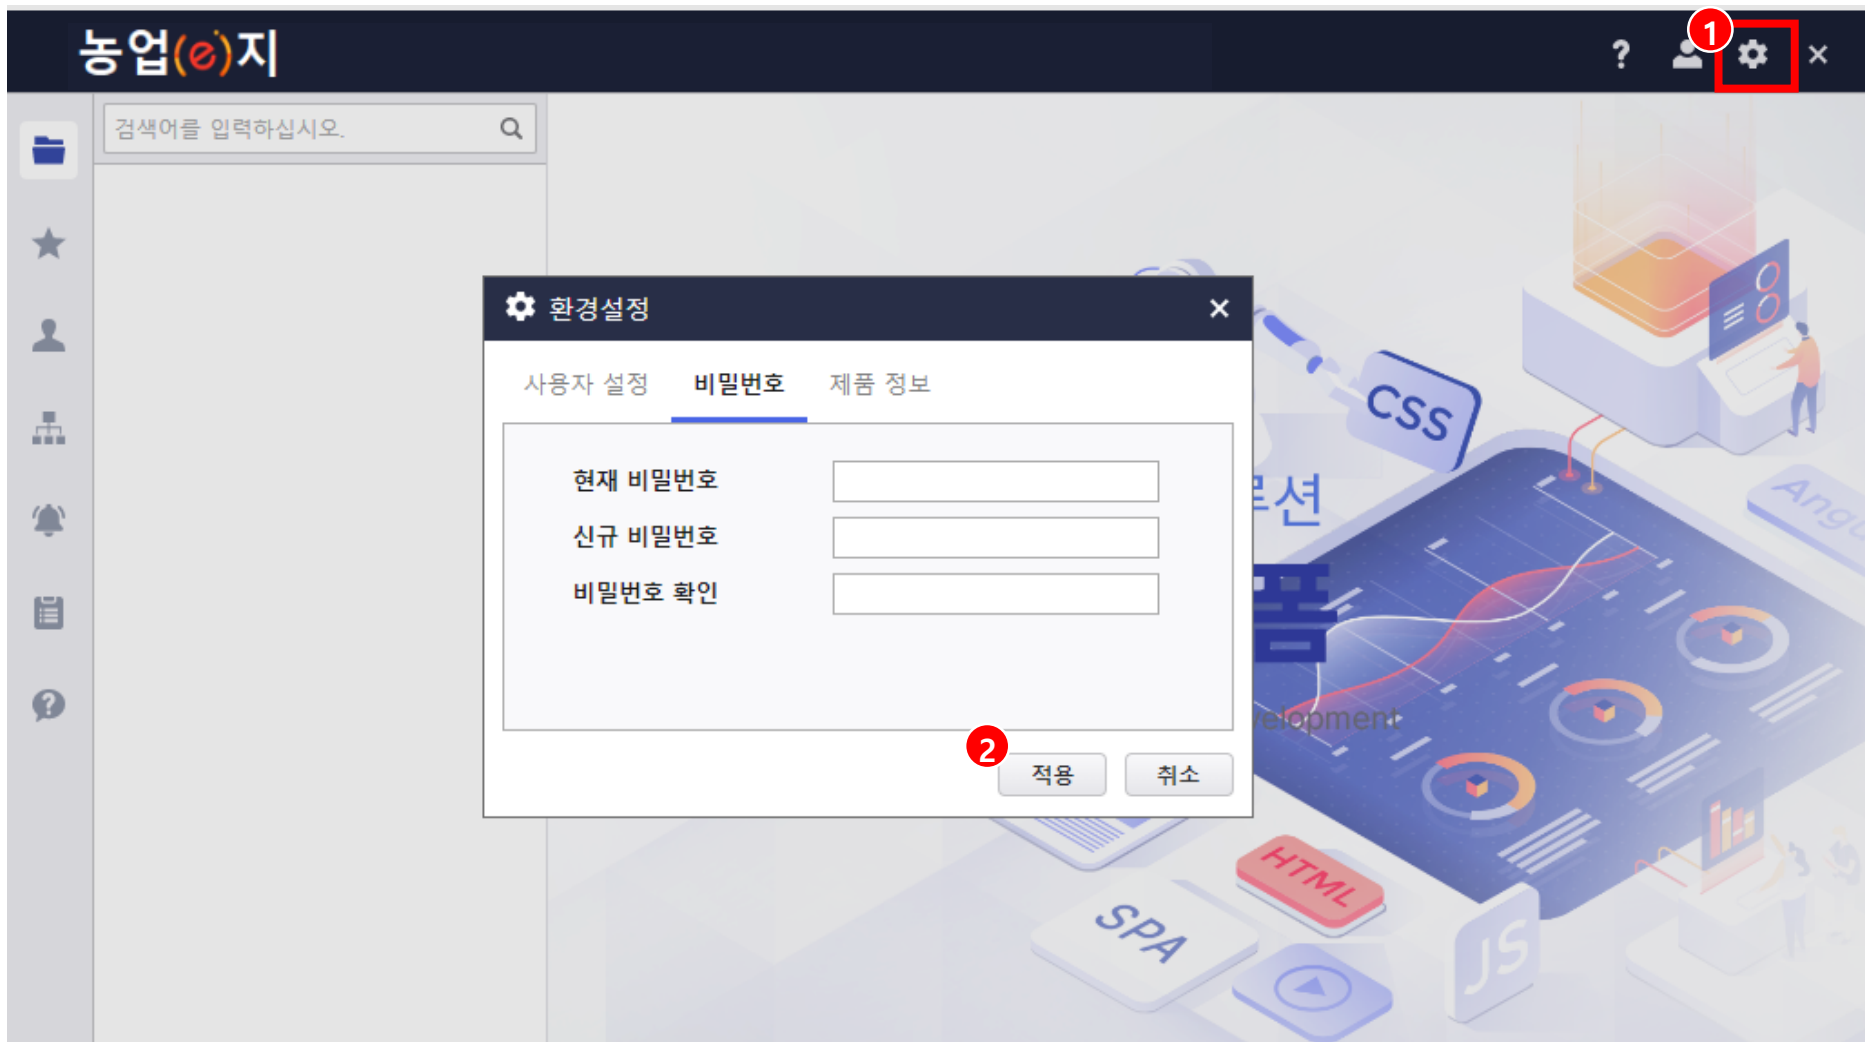 농업(e)지
1
검색어를 입력하십시오.
환경설정
사용자 설정 비밀번호 제품 정보
현재 비밀번호
신규 비밀번호
비밀번호 확인
2
적용 취소
CSS
션
폼
velopment
HTML
SPA
JS